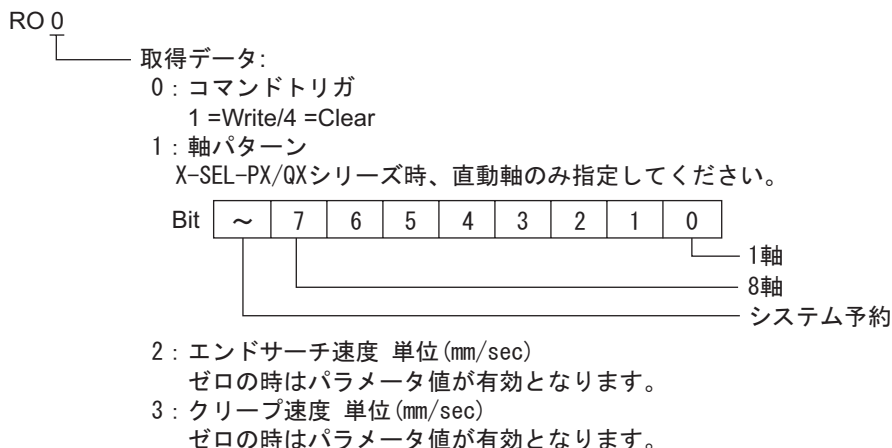 RO 0
取得データ:
0：コマンドトリガ
1 =Write/4 =Clear
1：軸パターン
X-SEL-PX/QXシリーズ時、直動軸のみ指定してください。
Bit ～ 7 6 5 4 3 2 1 0
1軸
8軸
システム予約
2：エンドサーチ速度 単位(mm/sec)
ゼロの時はパラメータ値が有効となります。
3：クリープ速度 単位(mm/sec)
ゼロの時はパラメータ値が有効となります。